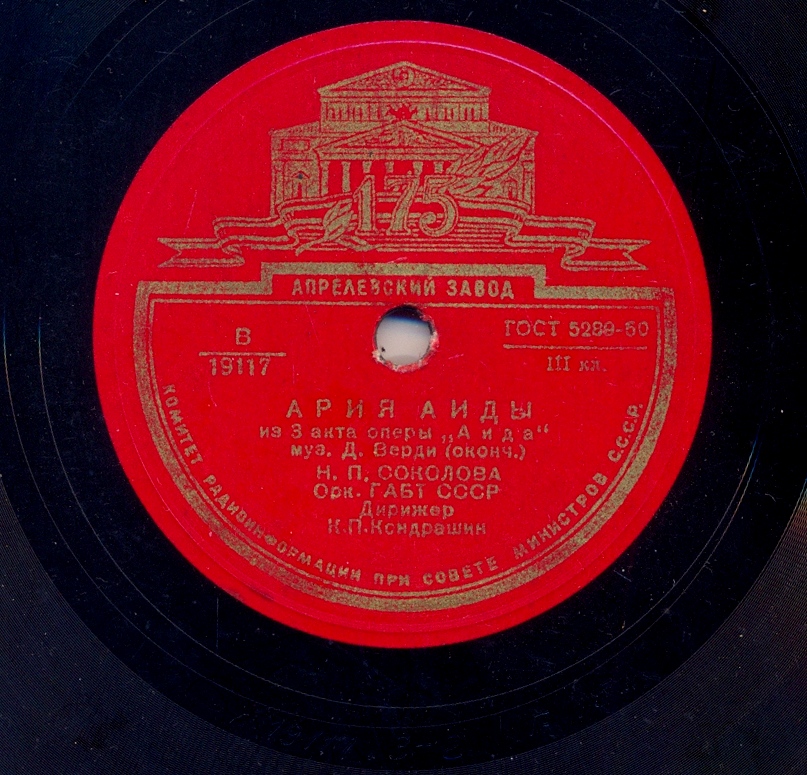 175
АПРЕЛЕВСКИЙ ЗАВОД
В
19117
ГОСТ 5289-50
III кл.
АРИЯ АИДЫ
из 3 акта оперы „Аида“
муз. Д. Верди (оконч.)
Н. П. СОКОЛОВА
Орк. ГАБТ СССР
Дирижер
К.П.Кондрашин
КОМИТЕТ РАДИОИНФОРМАЦИИ ПРИ СОВЕТЕ МИНИСТРОВ С.С.С.Р.